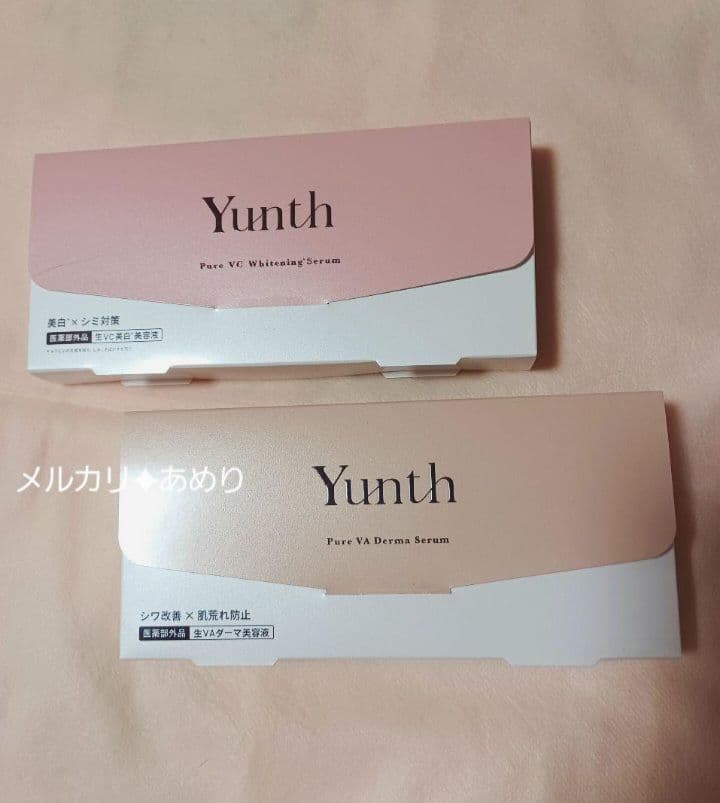 Yunth
Pure VC Whitening*Serum
美白*×シミ対策
医薬部外品 生VC美白*美容液
メルカリ✦あめり
Yunth
Pure VA Derma Serum
シワ改善×肌荒れ防止
医薬部外品 生VAダーマ美容液